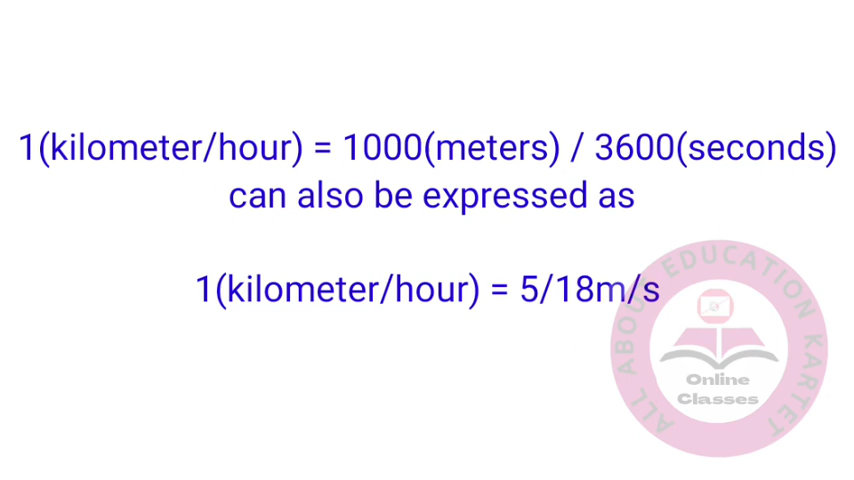 1(kilometer/hour) = 1000(meters) / 3600(seconds)
can also be expressed as
1(kilometer/hour) = 5/18m/s
ALL ABOUT EDUCATION KARTET
Online
Classes